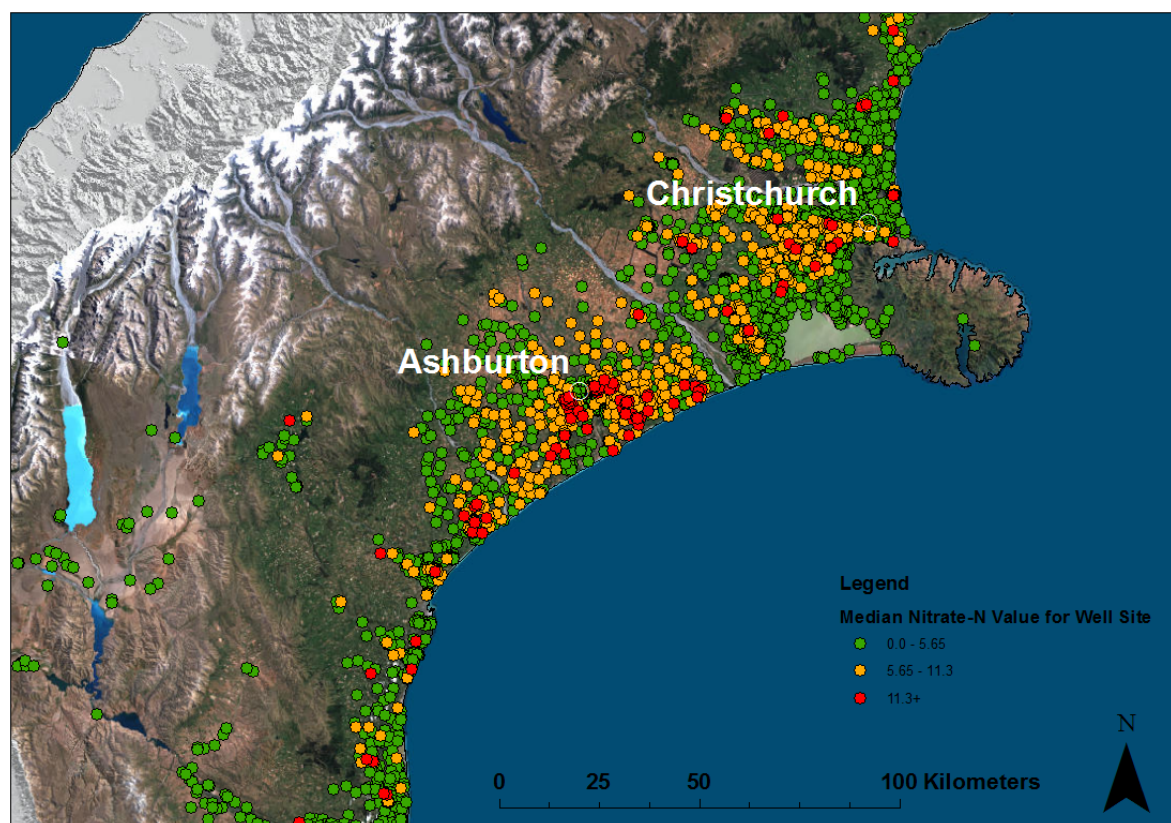 Christchurch
Ashburton
Legend
Median Nitrate-N Value for Well Site
0.0 - 5.65
5.65 - 11.3
11.3+
N
0 25 50 100 Kilometers